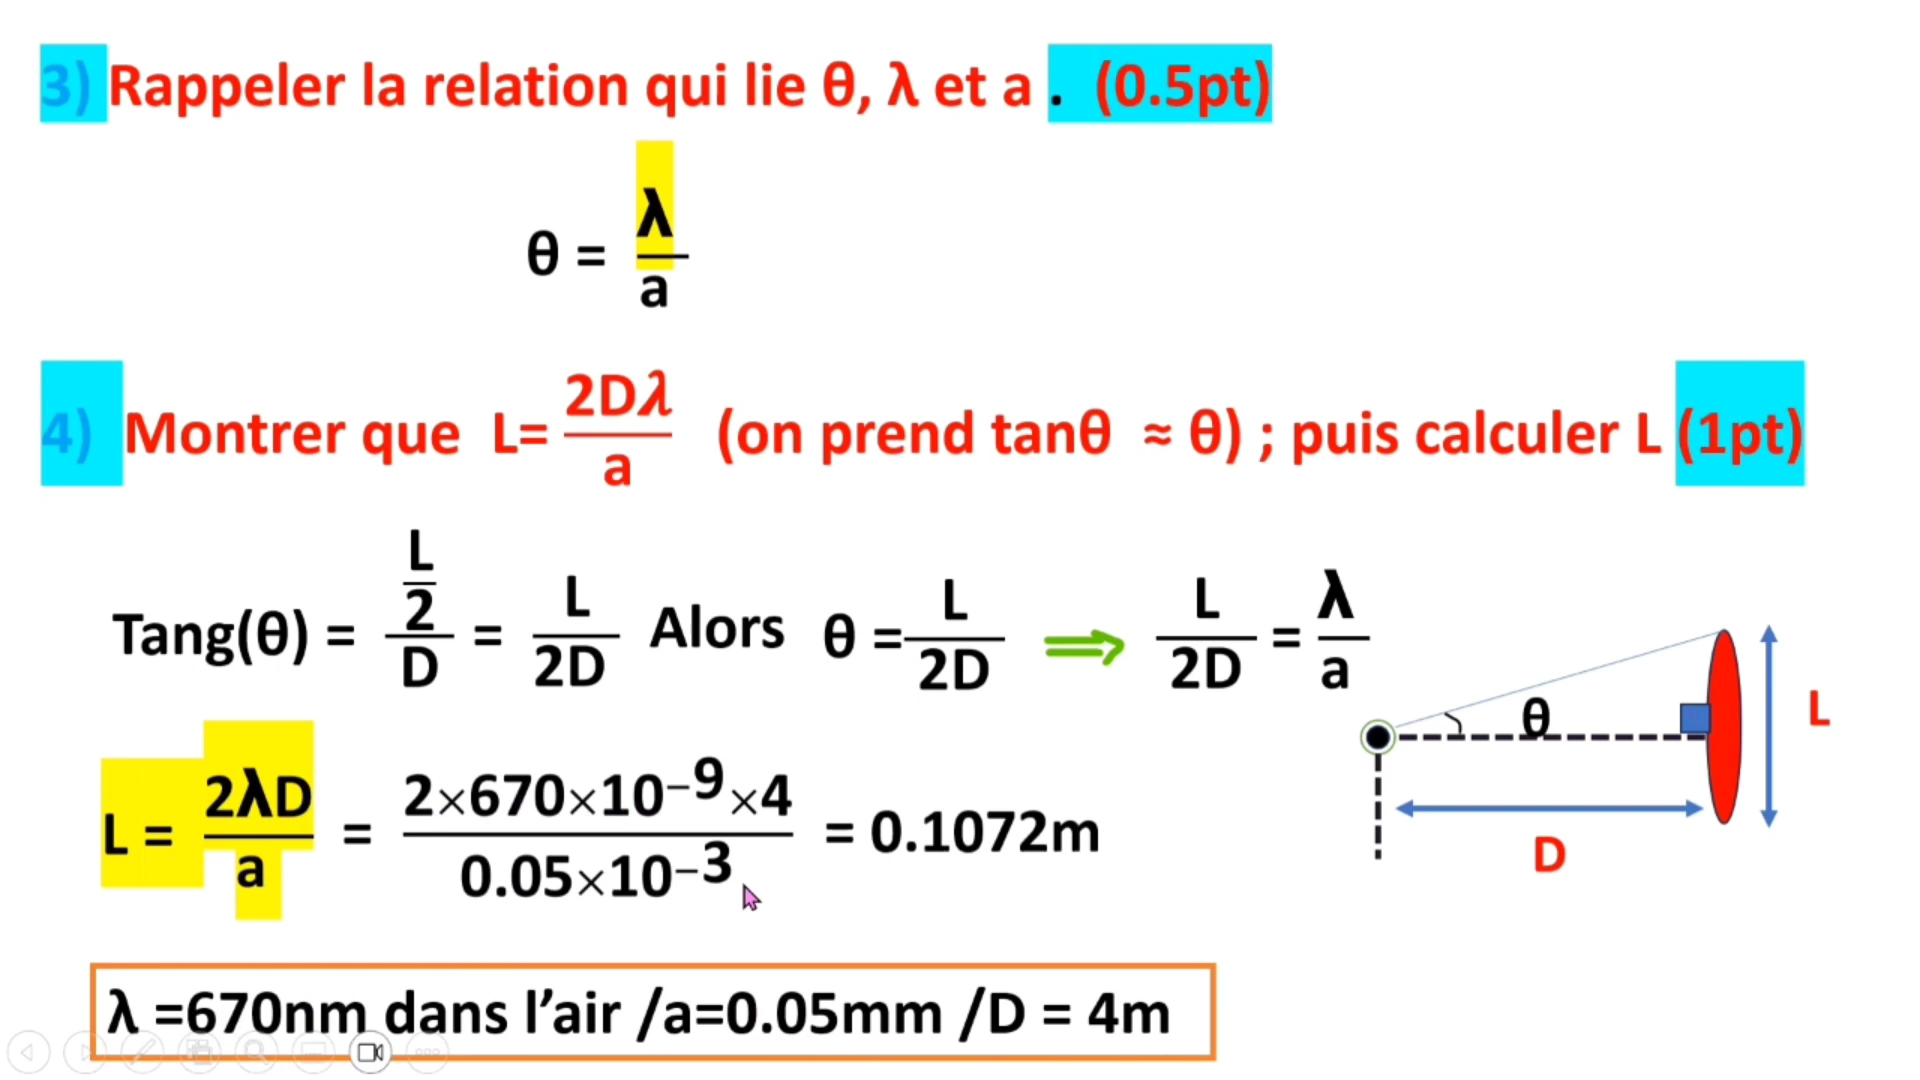 3) Rappeler la relation qui lie θ, λ et a . (0.5pt)
θ = λ/a
4) Montrer que L= 2Dλ/a (on prend tanθ ≈ θ) ; puis calculer L (1pt)
Tang(θ) = (L/2)/D = L/2D Alors θ = L/2D ⟹ L/2D = λ/a
θ
L
D
L = 2λD/a = 2×670×10⁻⁹×4/0.05×10⁻³ = 0.1072m
λ =670nm dans l’air /a=0.05mm /D = 4m